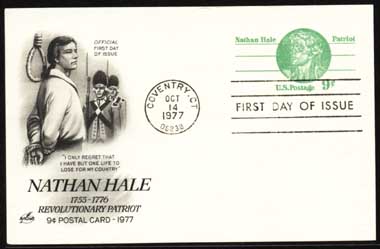 OFFICIAL
FIRST DAY OF
ISSUE
"I ONLY REGRET THAT
I HAVE BUT ONE LIFE TO
LOSE FOR MY COUNTRY"
NATHAN HALE
1755-1776
REVOLUTIONARY PATRIOT
9¢ POSTAL CARD - 1977
COVENTRY, CT
OCT
14
1977
06238
Nathan Hale Patriot
U.S. Postage 9¢
FIRST DAY OF ISSUE